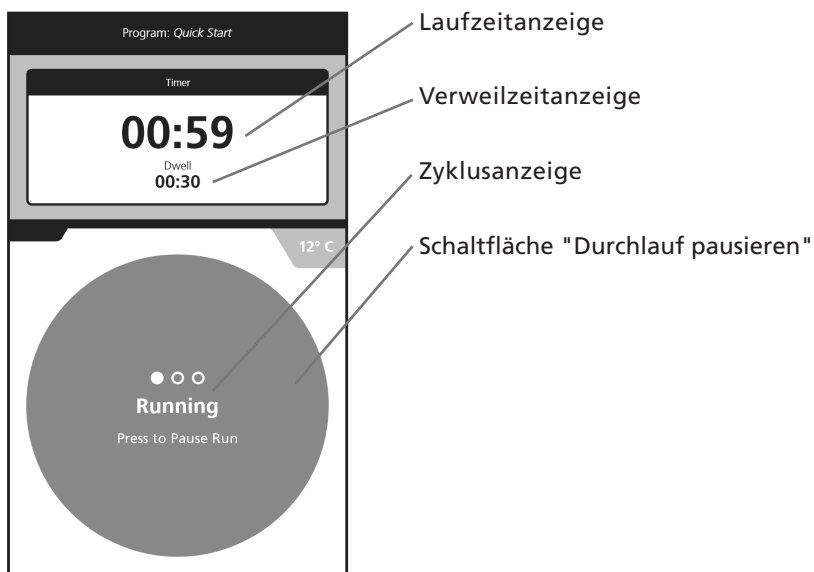 Program: Quick Start
Timer
00:59
Dwell
00:30
12° C
Running
Press to Pause Run
Laufzeitanzeige
Verweilzeitanzeige
Zyklusanzeige
Schaltfläche "Durchlauf pausieren"